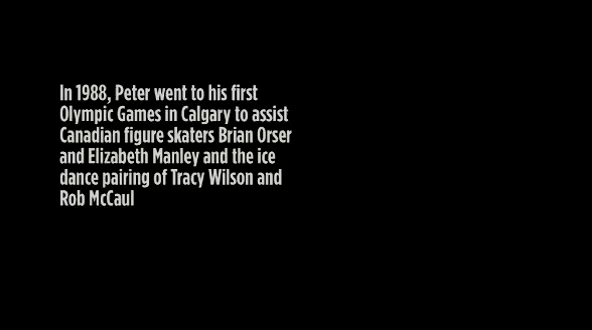 In 1988, Peter went to his first
Olympic Games in Calgary to assist
Canadian figure skaters Brian Orser
and Elizabeth Manley and the ice
dance pairing of Tracy Wilson and
Rob McCaul